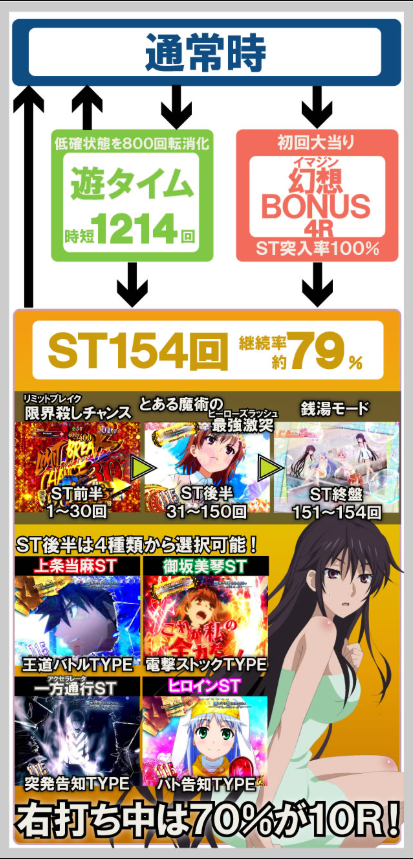 通常時
低確状態を800回転消化
遊タイム
時短1214回
初回大当り
イマジン
幻想
BONUS
4R
ST突入率100%
ST154回 継続率約79%
リミットブレイク
限界殺しチャンス
ST前半
1〜30回
とある魔術の
ヒーローズラッシュ
最強激突
ST後半
31〜150回
銭湯モード
ST終盤
151〜154回
ST後半は4種類から選択可能！
上条当麻ST
王道バトルTYPE
御坂美琴ST
電撃ストックTYPE
アクセラレータ
一方通行ST
突発告知TYPE
ヒロインST
バト告知TYPE
右打ち中は70%が10R！